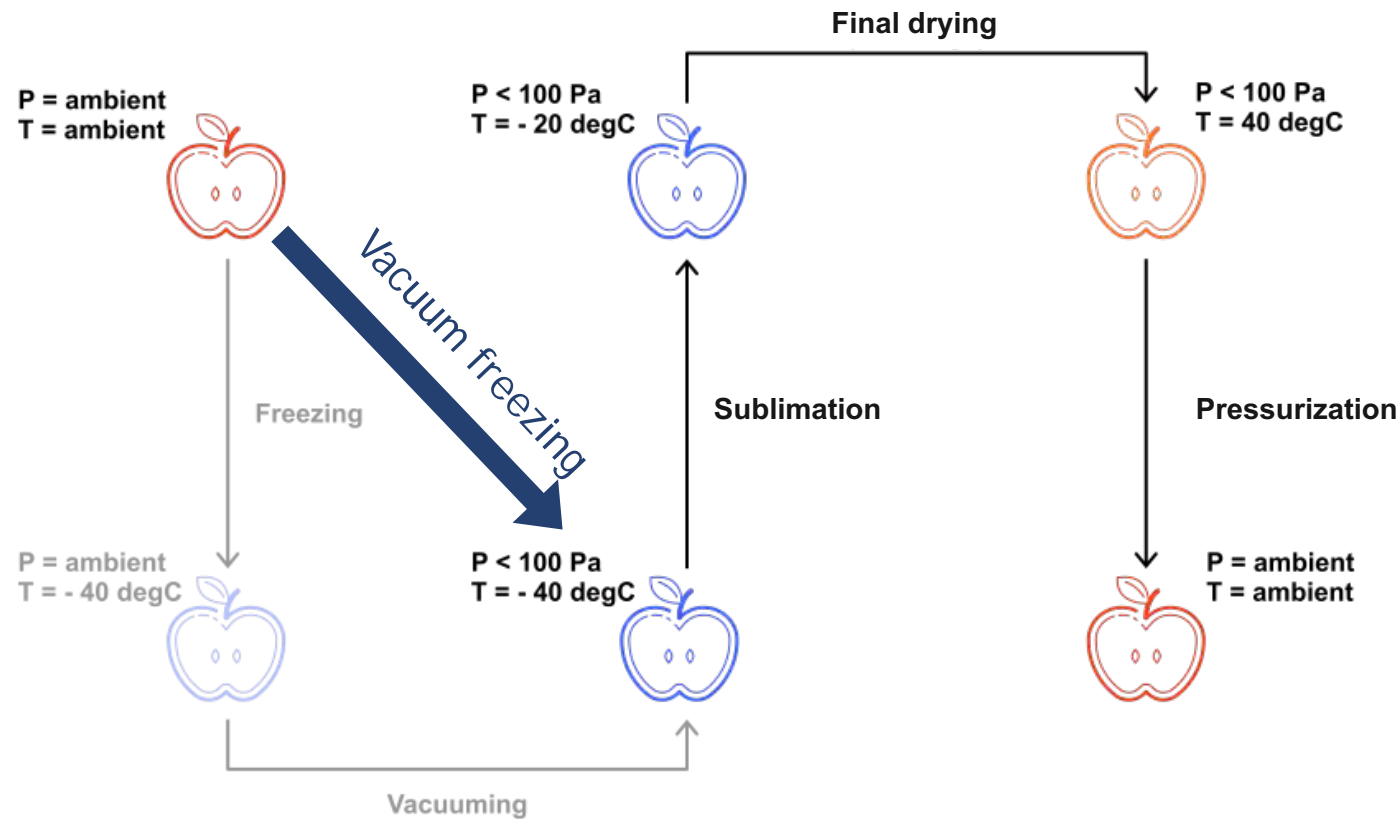 Final drying
P = ambient
T = ambient
P < 100 Pa
T = - 20 degC
P < 100 Pa
T = 40 degC
Vacuum freezing
Freezing
Sublimation
Pressurization
P = ambient
T = - 40 degC
P < 100 Pa
T = - 40 degC
P = ambient
T = ambient
Vacuuming